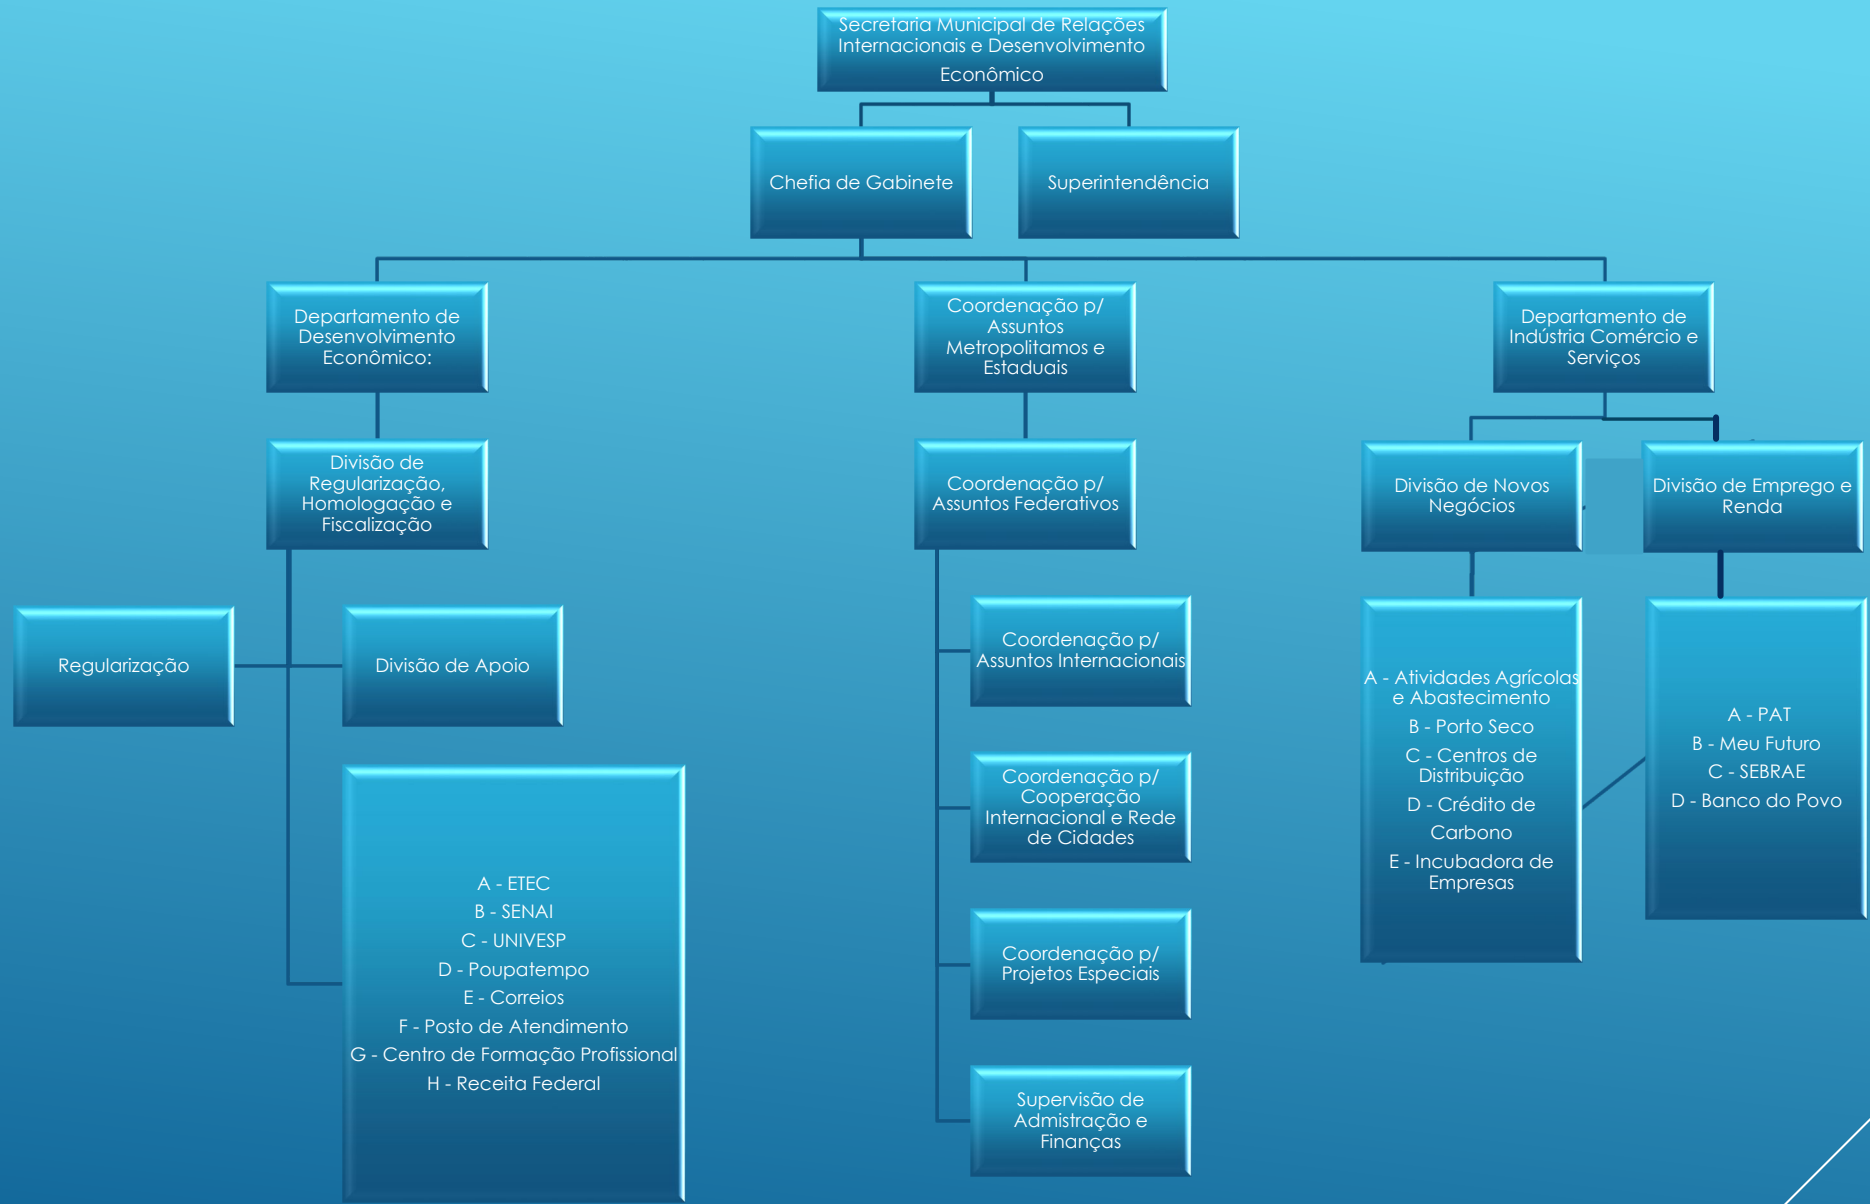 Secretaria Municipal de Relações
Internacionais e Desenvolvimento
Econômico
Chefia de Gabinete
Superintendência
Departamento de
Desenvolvimento
Econômico:
Coordenação p/
Assuntos
Metropolitamos e
Estaduais
Departamento de
Indústria Comércio e
Serviços
Divisão de
Regularização,
Homologação e
Fiscalização
Coordenação p/
Assuntos Federativos
Divisão de Novos
Negócios
Divisão de Emprego e
Renda
Regularização
Divisão de Apoio
A - ETEC
B - SENAI
C - UNIVESP
D - Poupatempo
E - Correios
F - Posto de Atendimento
G - Centro de Formação Profissional
H - Receita Federal
Coordenação p/
Assuntos Internacionais
Coordenação p/
Cooperação
Internacional e Rede
de Cidades
Coordenação p/
Projetos Especiais
Supervisão de
Admistração e
Finanças
A - Atividades Agrícolas
e Abastecimento
B - Porto Seco
C - Centros de
Distribuição
D - Crédito de
Carbono
E - Incubadora de
Empresas
A - PAT
B - Meu Futuro
C - SEBRAE
D - Banco do Povo